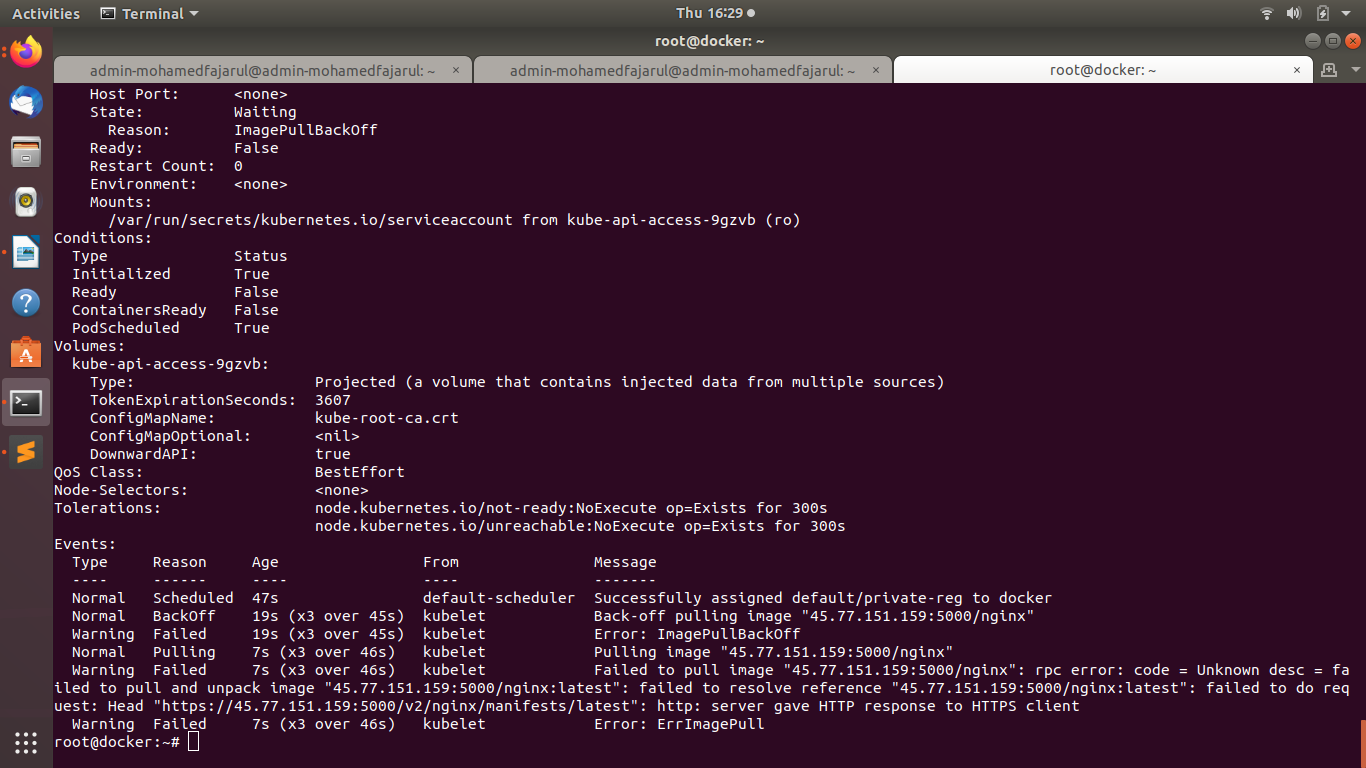 Activities Terminal Thu 16:29
root@docker: ~
admin-mohamedfajarul@admin-mohamedfajarul: ~ × admin-mohamedfajarul@admin-mohamedfajarul: ~ × root@docker: ~ ×
Host Port: <none>
State: Waiting
Reason: ImagePullBackOff
Ready: False
Restart Count: 0
Environment: <none>
Mounts:
/var/run/secrets/kubernetes.io/serviceaccount from kube-api-access-9gzvb (ro)
Conditions:
Type Status
Initialized True
Ready False
ContainersReady False
PodScheduled True
Volumes:
kube-api-access-9gzvb:
Type: Projected (a volume that contains injected data from multiple sources)
TokenExpirationSeconds: 3607
ConfigMapName: kube-root-ca.crt
ConfigMapOptional: <nil>
DownwardAPI: true
QoS Class: BestEffort
Node-Selectors: <none>
Tolerations: node.kubernetes.io/not-ready:NoExecute op=Exists for 300s
node.kubernetes.io/unreachable:NoExecute op=Exists for 300s
Events:
Type Reason Age From Message
---- ------ ---- ---- -------
Normal Scheduled 47s default-scheduler Successfully assigned default/private-reg to docker
Normal BackOff 19s (x3 over 45s) kubelet Back-off pulling image "45.77.151.159:5000/nginx"
Warning Failed 19s (x3 over 45s) kubelet Error: ImagePullBackOff
Normal Pulling 7s (x3 over 46s) kubelet Pulling image "45.77.151.159:5000/nginx"
Warning Failed 7s (x3 over 46s) kubelet Failed to pull image "45.77.151.159:5000/nginx": rpc error: code = Unknown desc = fa
iled to pull and unpack image "45.77.151.159:5000/nginx:latest": failed to resolve reference "45.77.151.159:5000/nginx:latest": failed to do req
uest: Head "https://45.77.151.159:5000/v2/nginx/manifests/latest": http: server gave HTTP response to HTTPS client
Warning Failed 7s (x3 over 46s) kubelet Error: ErrImagePull
root@docker:~#